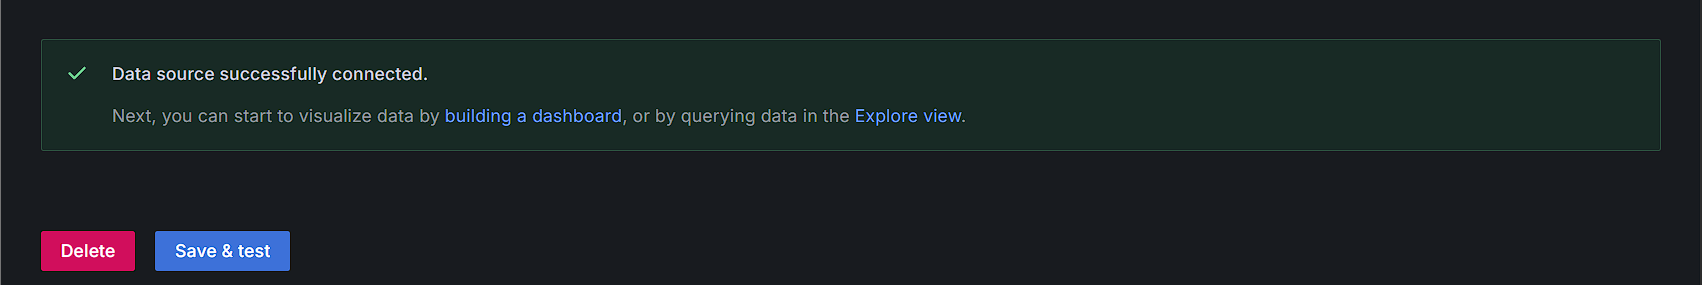 Data source successfully connected.
Next, you can start to visualize data by building a dashboard, or by querying data in the Explore view.
Delete Save & test